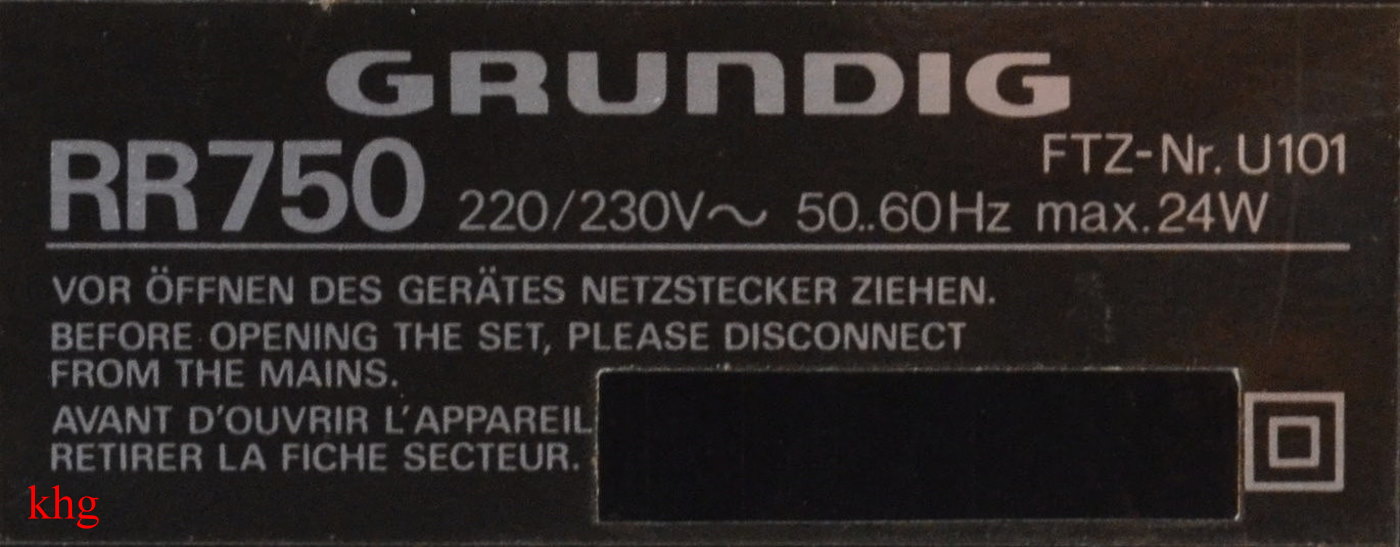 GRUNDIG
RR750 220/230V~ 50..60Hz max.24W
FTZ-Nr. U101
VOR ÖFFNEN DES GERÄTES NETZSTECKER ZIEHEN.
BEFORE OPENING THE SET, PLEASE DISCONNECT
FROM THE MAINS.
AVANT D'OUVRIR L'APPAREIL
RETIRER LA FICHE SECTEUR.
khg